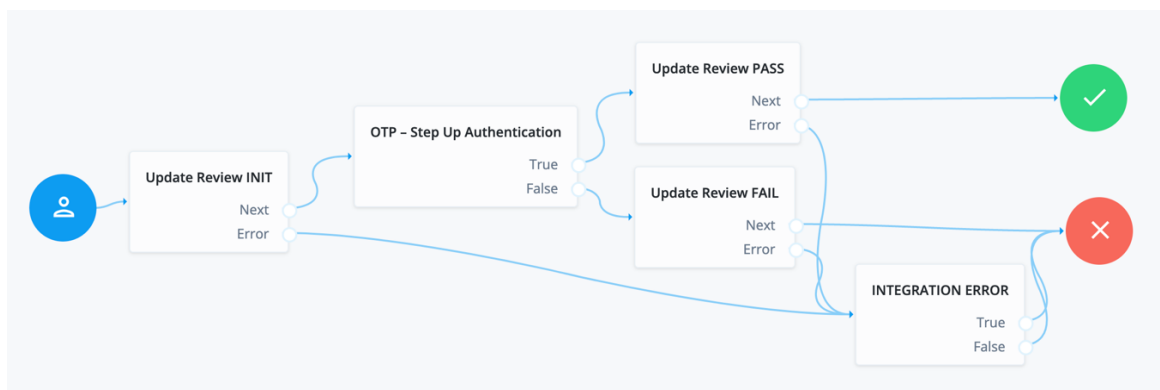 Update Review INIT
Next
Error
OTP – Step Up Authentication
True
False
Update Review PASS
Next
Error
Update Review FAIL
Next
Error
INTEGRATION ERROR
True
False